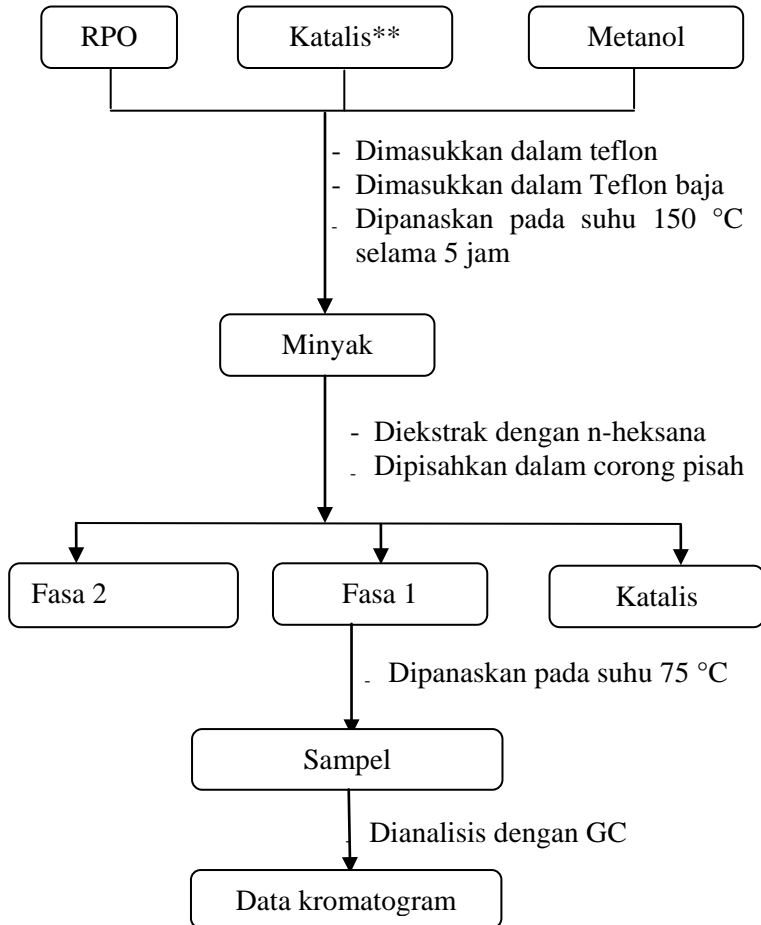 RPO
Katalis**
Metanol
- Dimasukkan dalam teflon
- Dimasukkan dalam Teflon baja
- Dipanaskan pada suhu 150 °C
selama 5 jam
Minyak
- Diekstrak dengan n-heksana
- Dipisahkan dalam corong pisah
Fasa 2
Fasa 1
Katalis
- Dipanaskan pada suhu 75 °C
Sampel
- Dianalisis dengan GC
Data kromatogram